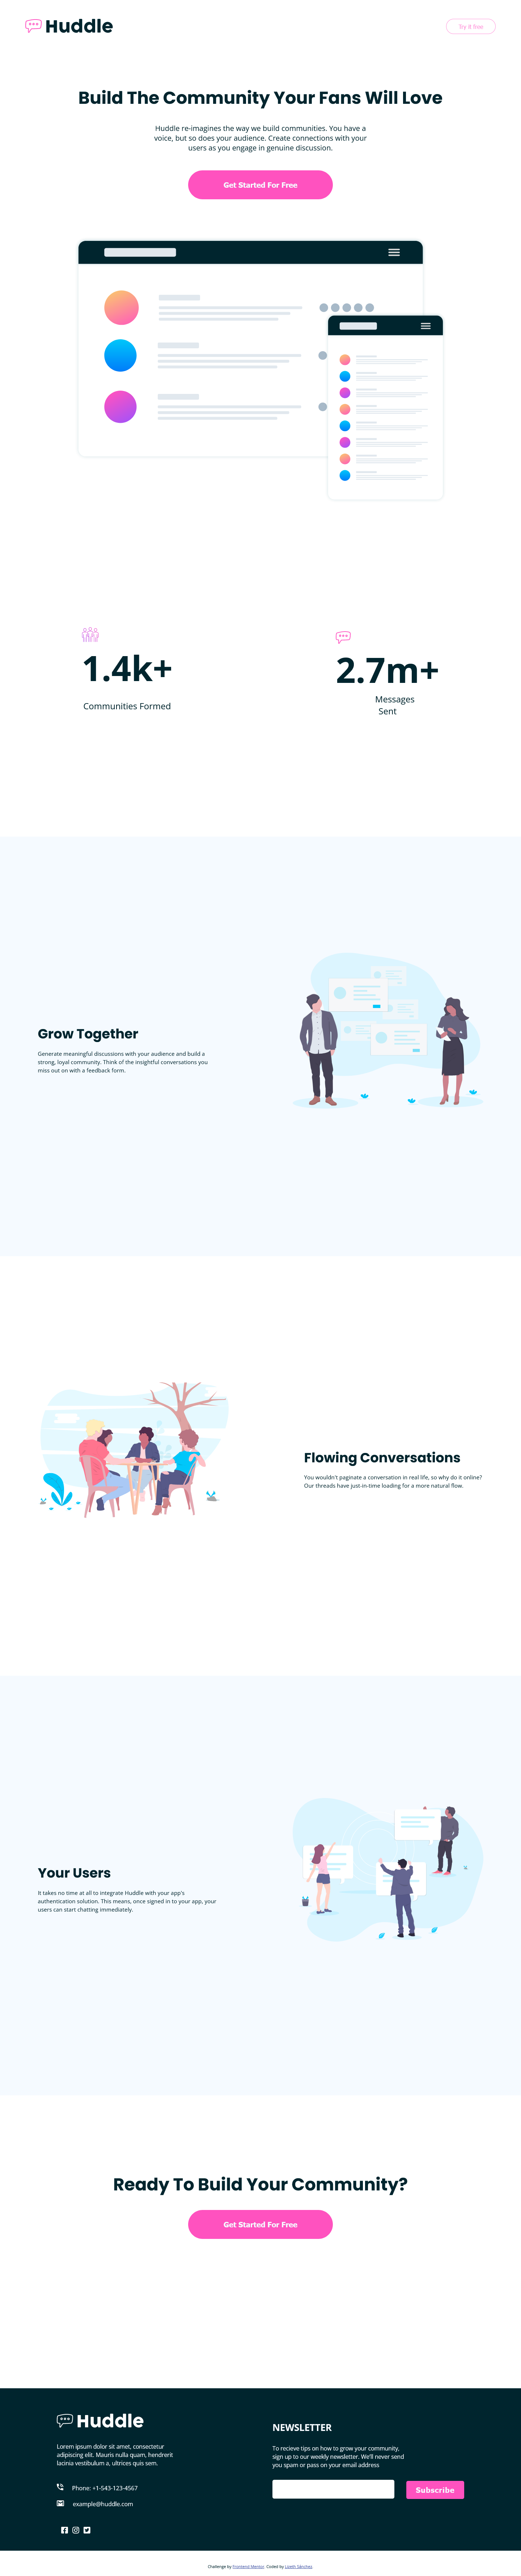 Huddle
Try it free
Build The Community Your Fans Will Love
Huddle re-imagines the way we build communities. You have a
voice, but so does your audience. Create connections with your
users as you engage in genuine discussion.
Get Started For Free
1.4k+
Communities Formed
2.7m+
Messages
Sent
Grow Together
Generate meaningful discussions with your audience and build a
strong, loyal community. Think of the insightful conversations you
miss out on with a feedback form.
Flowing Conversations
You wouldn't paginate a conversation in real life, so why do it online?
Our threads have just-in-time loading for a more natural flow.
Your Users
It takes no time at all to integrate Huddle with your app's
authentication solution. This means, once signed in to your app, your
users can start chatting immediately.
Ready To Build Your Community?
Get Started For Free
Huddle
Lorem ipsum dolor sit amet, consectetur
adipiscing elit. Mauris nulla quam, hendrerit
lacinia vestibulum a, ultrices quis sem.
Phone: +1-543-123-4567
example@huddle.com
NEWSLETTER
To recieve tips on how to grow your community,
sign up to our weekly newsletter. We'll never send
you spam or pass on your email address
Subscribe
Challenge by Frontend Mentor. Coded by Lizeth Sánchez.